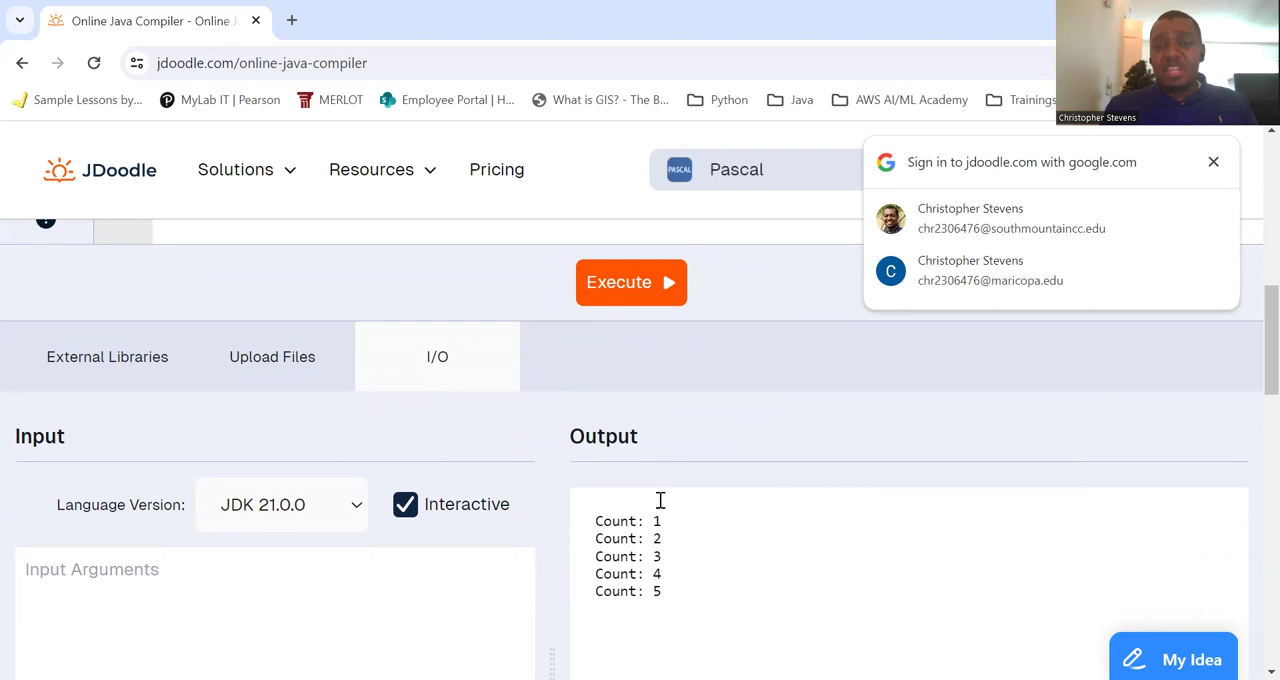 Online Java Compiler - Online J
jdoodle.com/online-java-compiler
Sample Lessons by... MyLab IT | Pearson MERLOT Employee Portal | H... What is GIS? - The B... Python Java AWS AI/ML Academy Trainings
Christopher Stevens
JDoodle Solutions Resources Pricing PASCAL Pascal
Sign in to jdoodle.com with google.com
Christopher Stevens
chr2306476@southmountaincc.edu
C Christopher Stevens
chr2306476@maricopa.edu
Execute
External Libraries Upload Files I/O
Input
Output
Language Version: JDK 21.0.0 Interactive
Input Arguments
Count: 1
Count: 2
Count: 3
Count: 4
Count: 5
My Idea